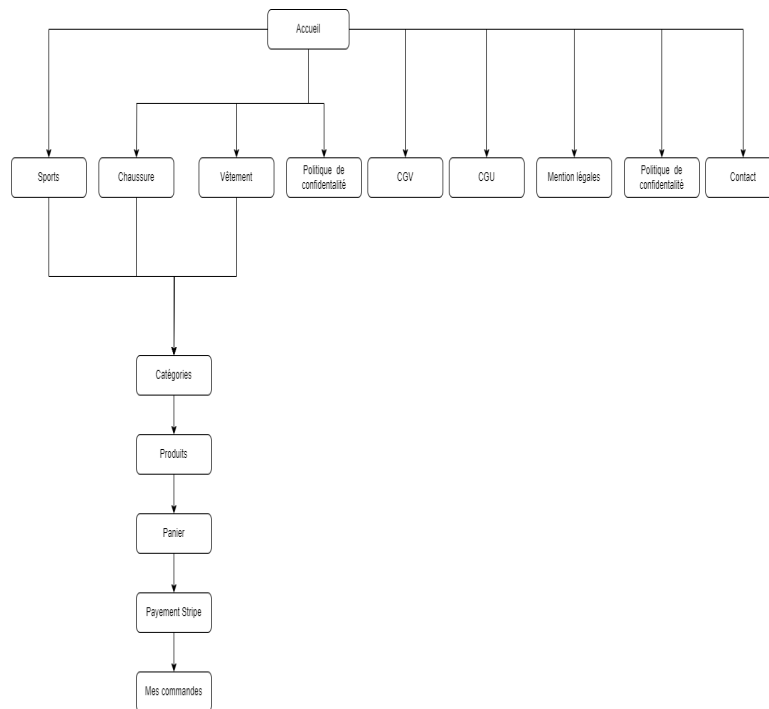 Accueil
Sports
Chaussure
Vêtement
Politique de
confidentalité
CGV
CGU
Mention légales
Politique de
confidentalité
Contact
Catégories
Produits
Panier
Payement Stripe
Mes commandes